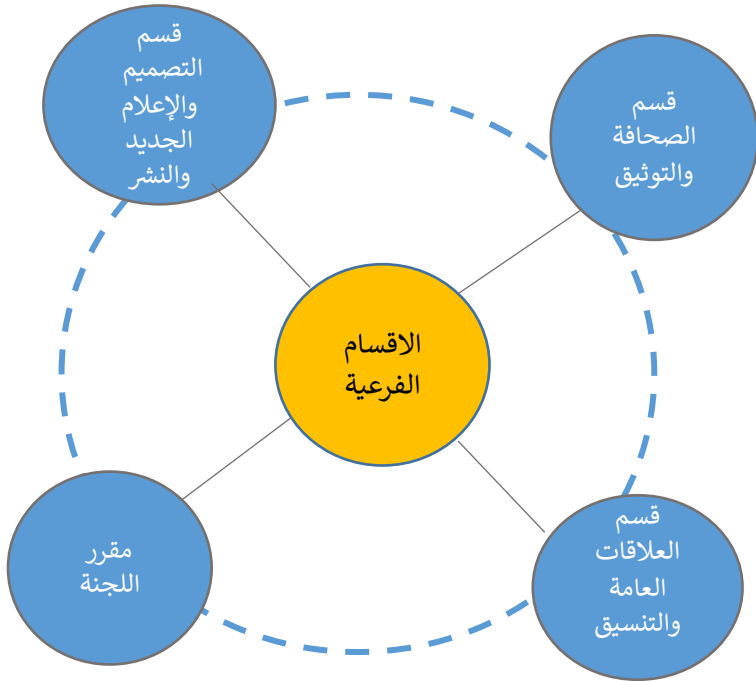 قسم
الصحافة
والتوثيق
قسم
التصميم
والإعلام
الجديد
والنشر
الاقسام
الفرعية
قسم
العلاقات
العامة
والتنسيق
مقرر
اللجنة